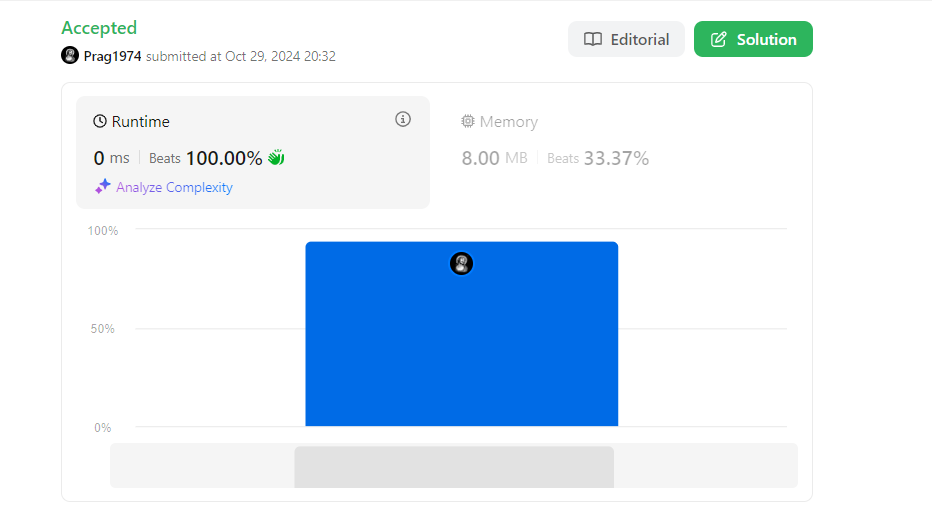 Accepted
Editorial
Solution
Prag1974 submitted at Oct 29, 2024 20:32
Runtime
Memory
0 ms Beats 100.00%
8.00 MB Beats 33.37%
Analyze Complexity
100%
50%
0%